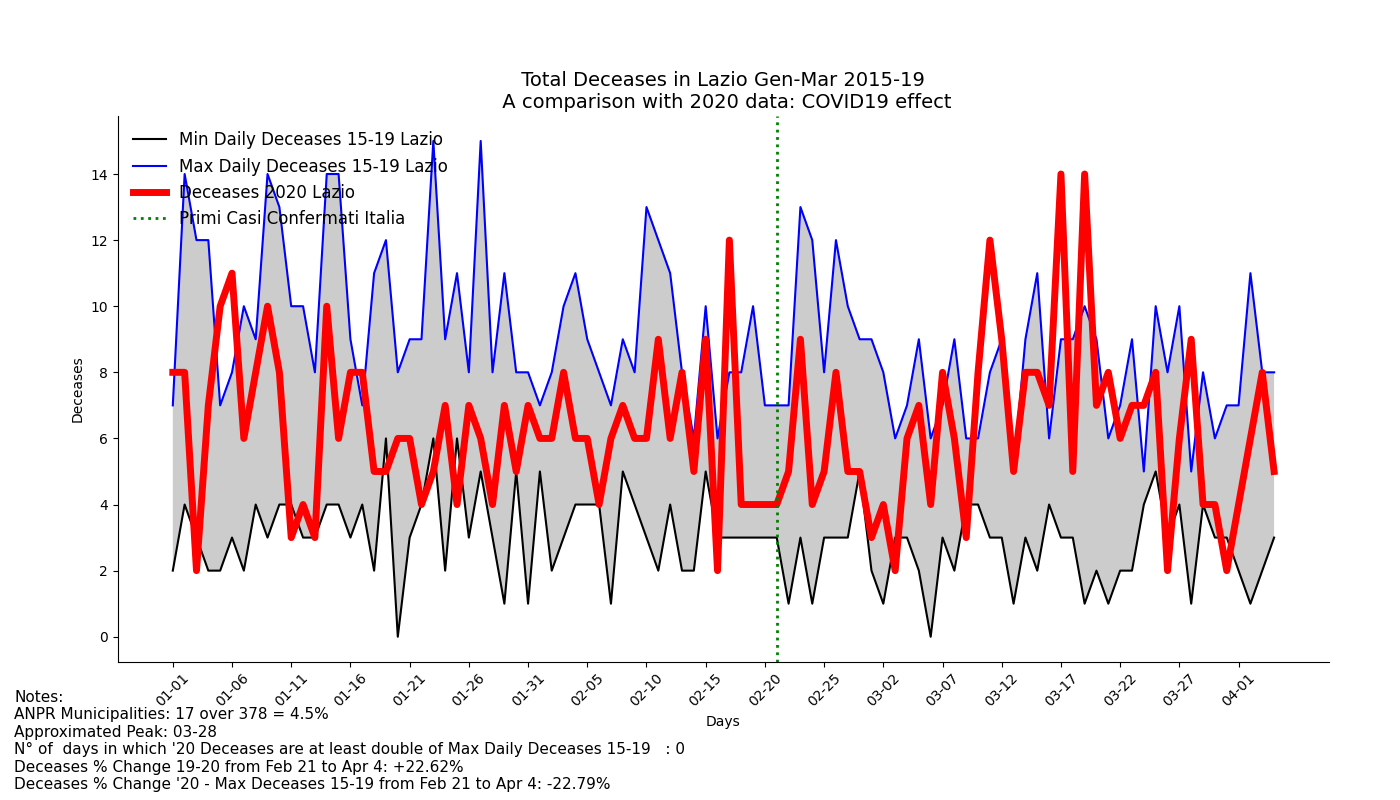 Total Deceases in Lazio Gen-Mar 2015-19
A comparison with 2020 data: COVID19 effect
Min Daily Deceases 15-19 Lazio
Max Daily Deceases 15-19 Lazio
Deceases 2020 Lazio
Primi Casi Confermati Italia
Deceases
14
12
10
8
6
4
2
0
01-01 01-06 01-11 01-16 01-21 01-26 01-31 02-05 02-10 02-15 02-20 02-25 03-02 03-07 03-12 03-17 03-22 03-27 04-01
Days
Notes:
ANPR Municipalities: 17 over 378 = 4.5%
Approximated Peak: 03-28
N° of  days in which '20 Deceases are at least double of Max Daily Deceases 15-19   : 0
Deceases % Change 19-20 from Feb 21 to Apr 4: +22.62%
Deceases % Change '20 - Max Deceases 15-19 from Feb 21 to Apr 4: -22.79%